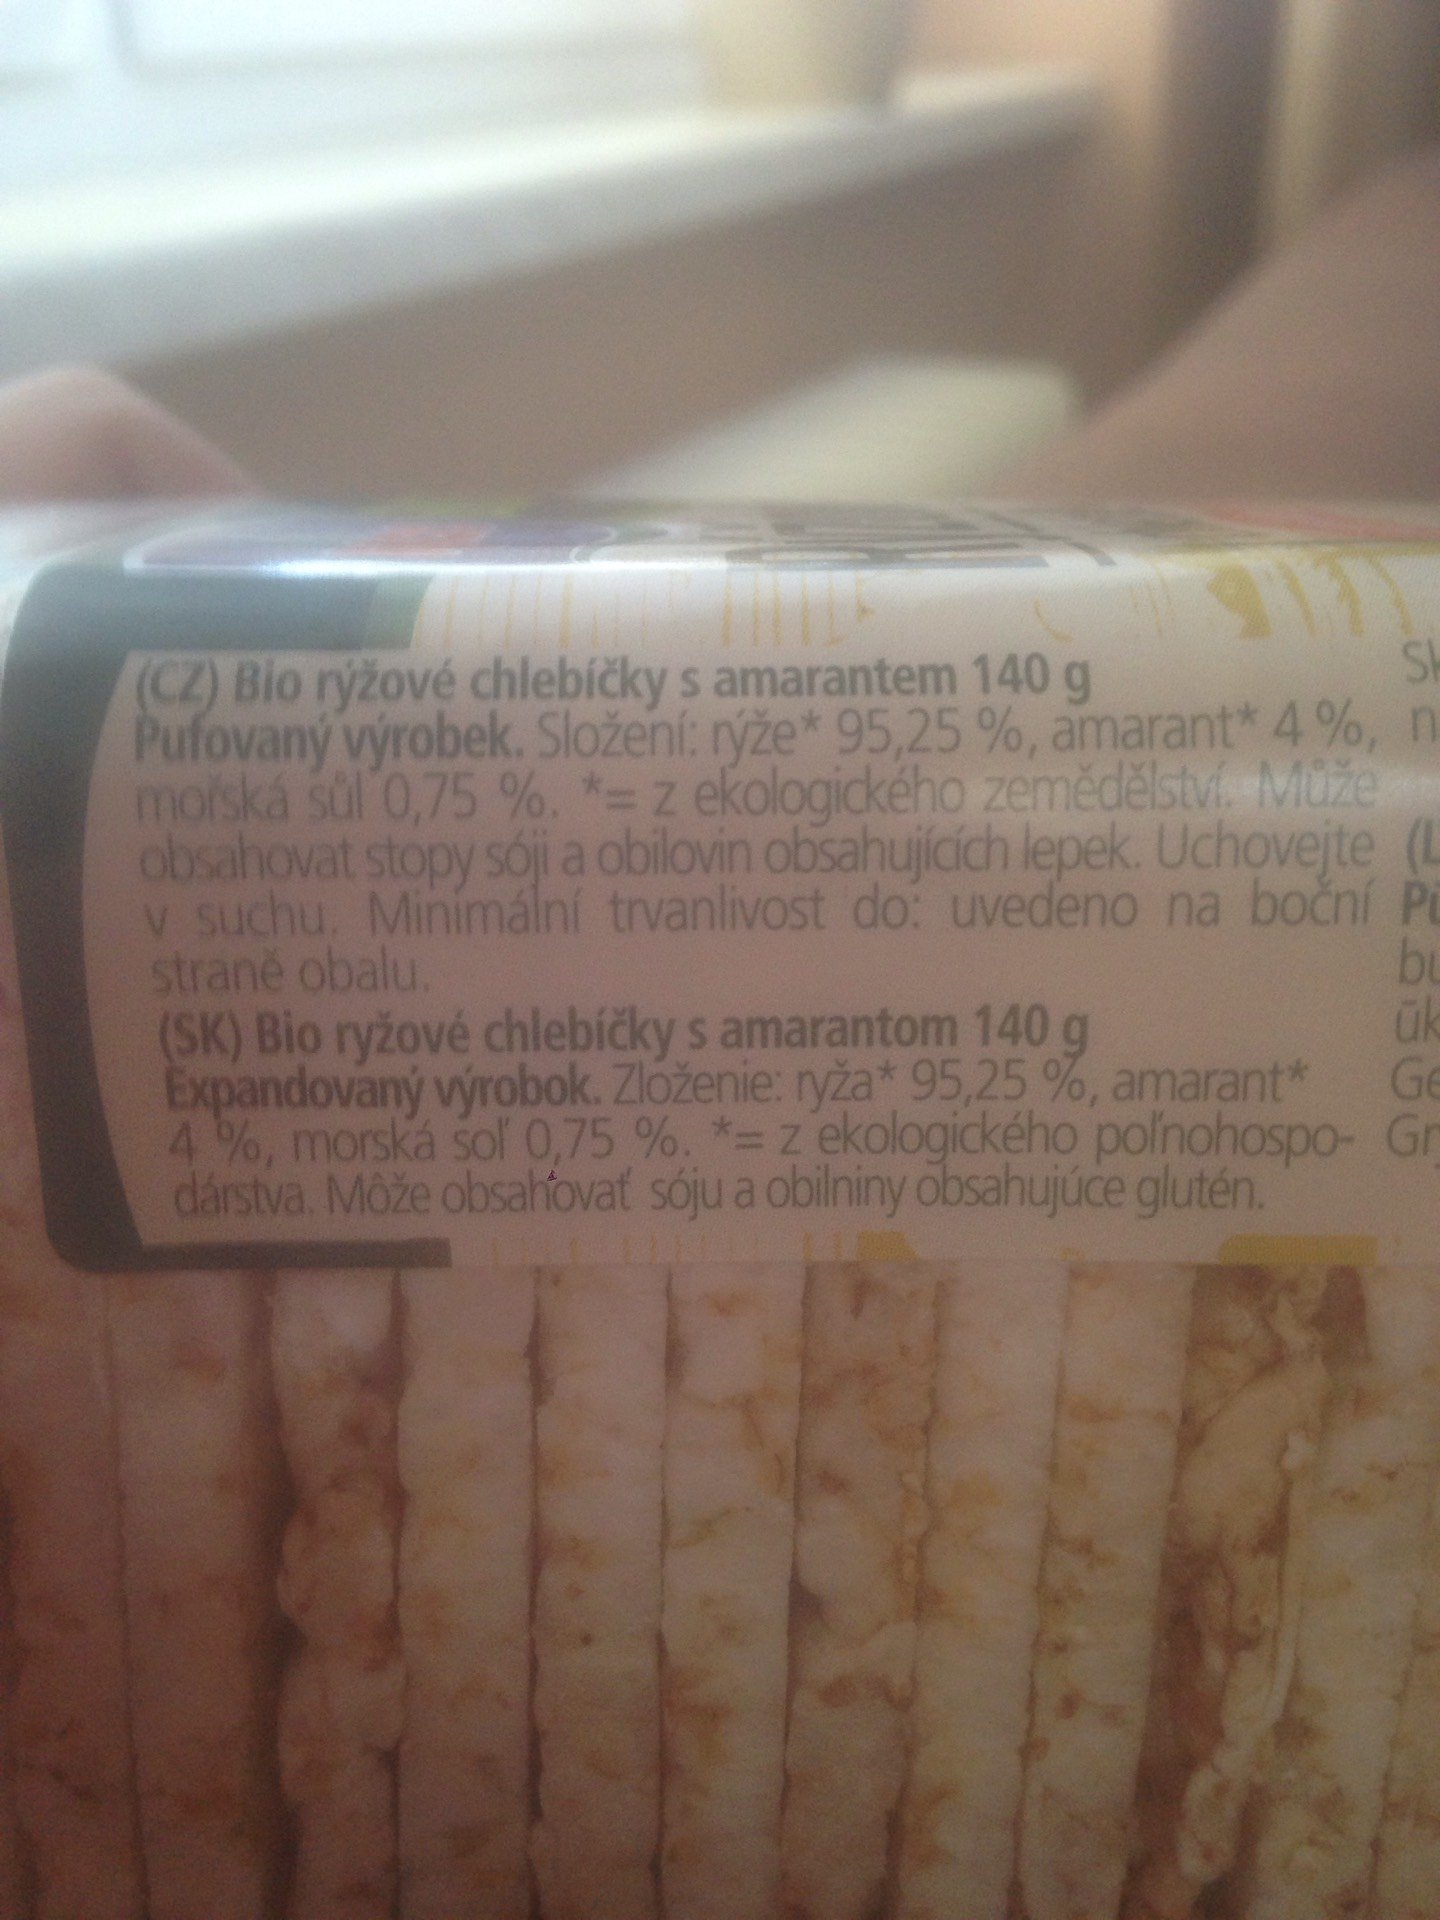 (CZ) Bio rýžové chlebíčky s amarantem 140 g
Pufovaný výrobek. Složení: rýže* 95,25 %, amarant* 4 %,
mořská sůl 0,75 %. *= z ekologického zemědělství. Může
obsahovat stopy sóji a obilovin obsahujících lepek. Uchovejte
v suchu. Minimální trvanlivost do: uvedeno na boční
straně obalu.
(SK) Bio ryžové chlebíčky s amarantom 140 g
Expandovaný výrobok. Zloženie: ryža* 95,25 %, amarant*
4 %, morská soľ 0,75 %. *= z ekologického poľnohospo-
dárstva. Môže obsahovať sóju a obilniny obsahujúce glutén.